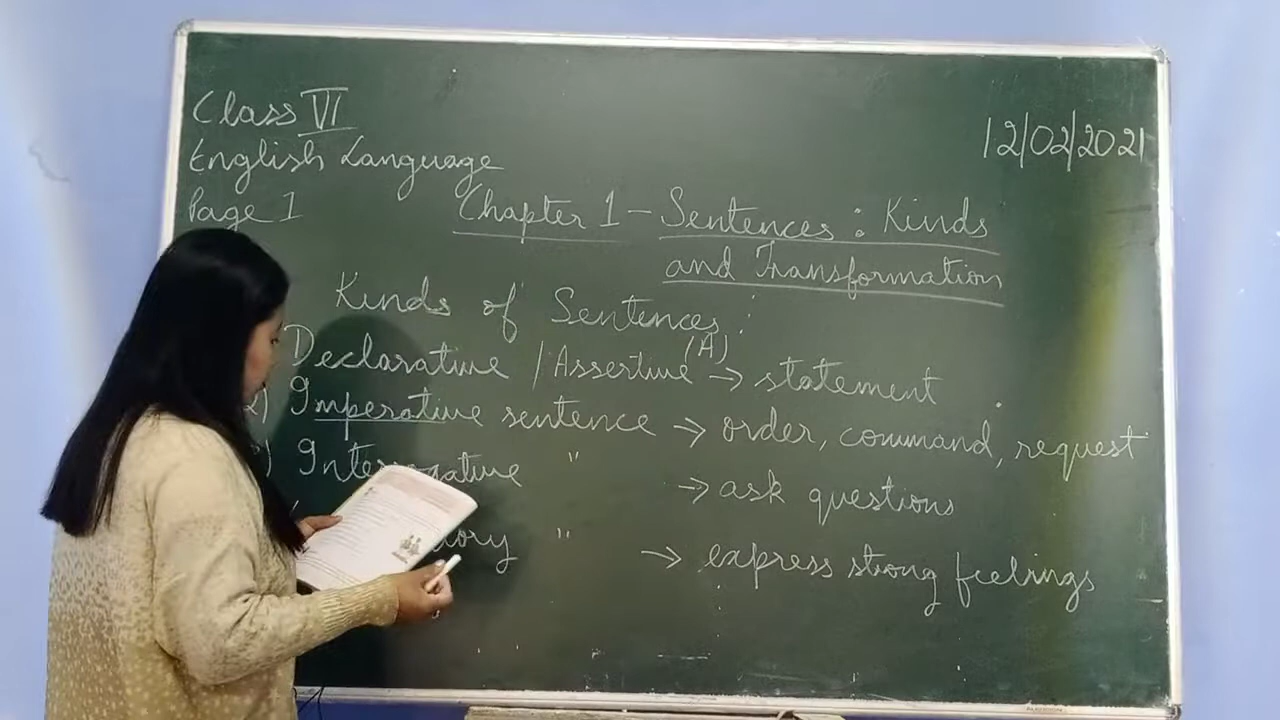 Class VI
English Language
Page 1
12/02/2021
Chapter 1 - Sentences : Kinds
and Transformation
Kinds of Sentences :
Declarative / Assertive (A) → statement
2) Imperative sentence → order, command, request
Interrogative " → ask questions
" → express strong feelings